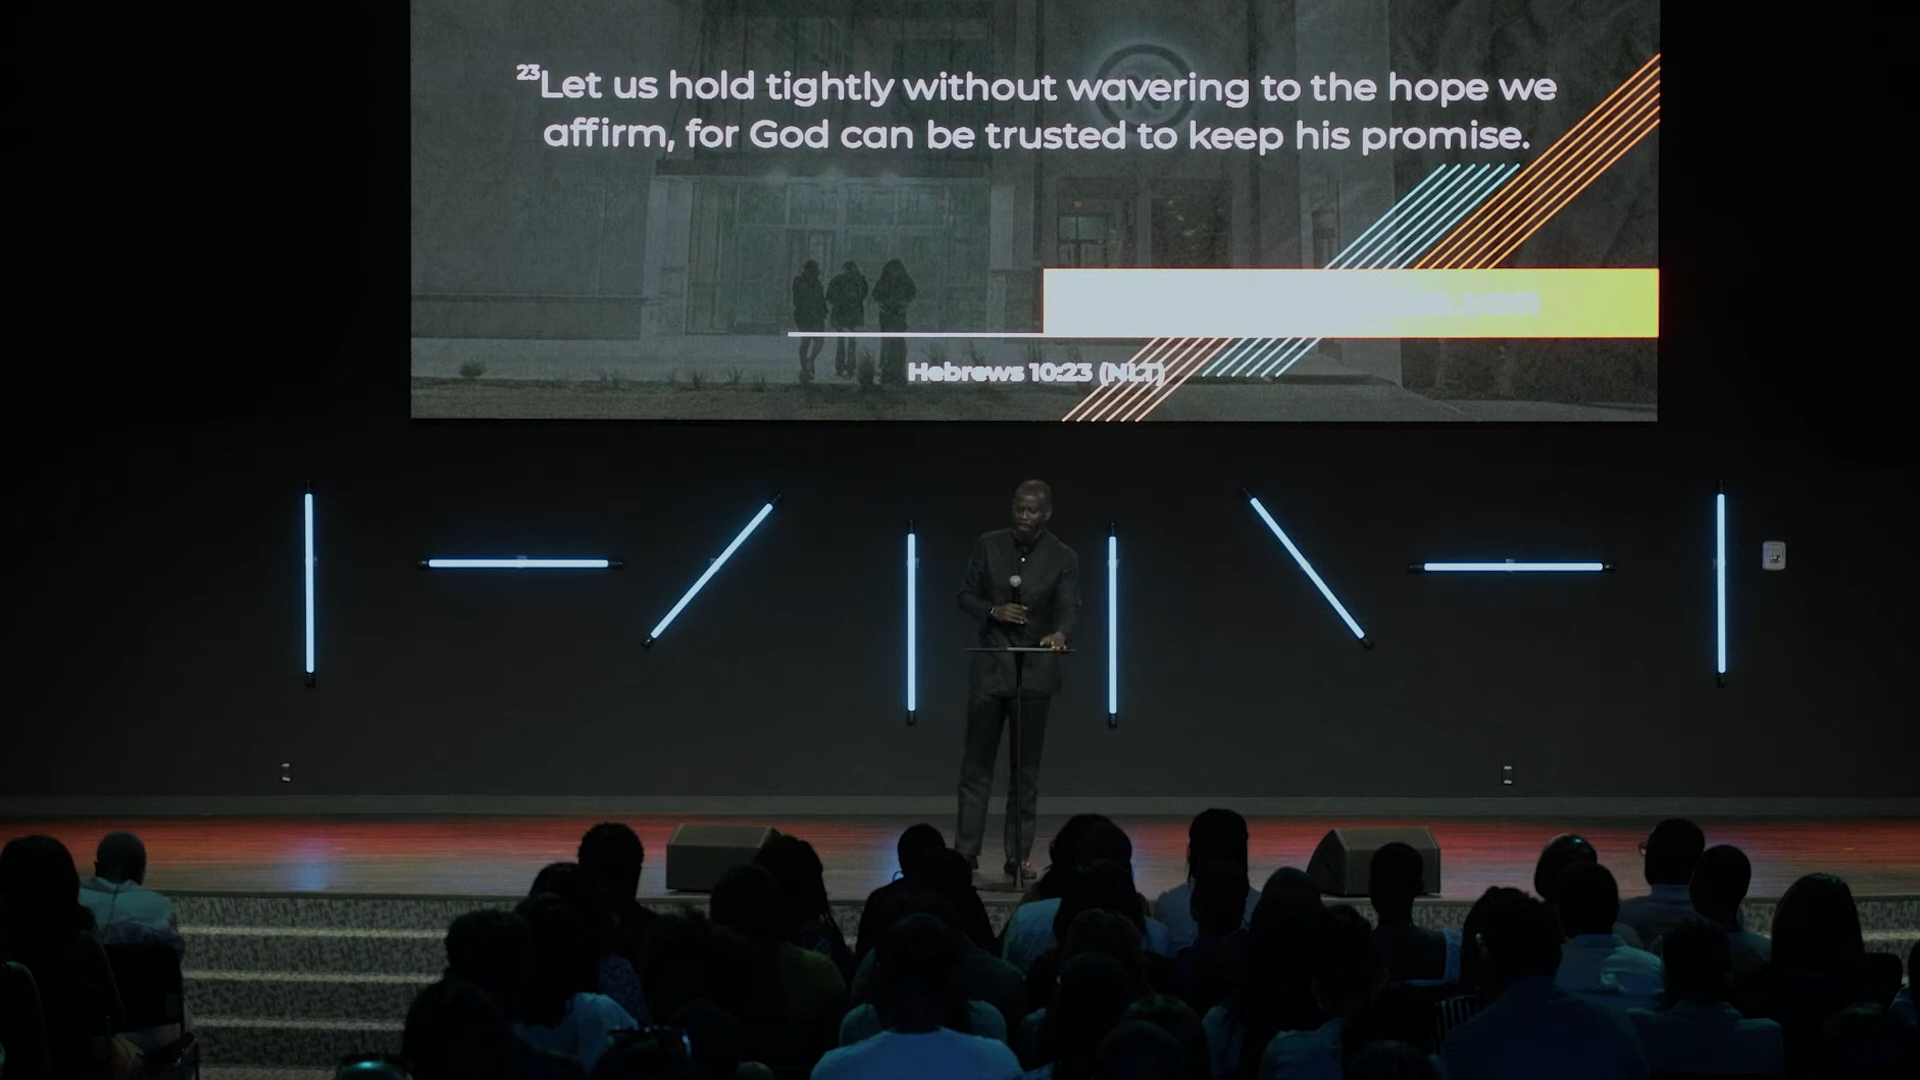 23Let us hold tightly without wavering to the hope we
affirm, for God can be trusted to keep his promise.
Hebrews 10:23 (NLT)